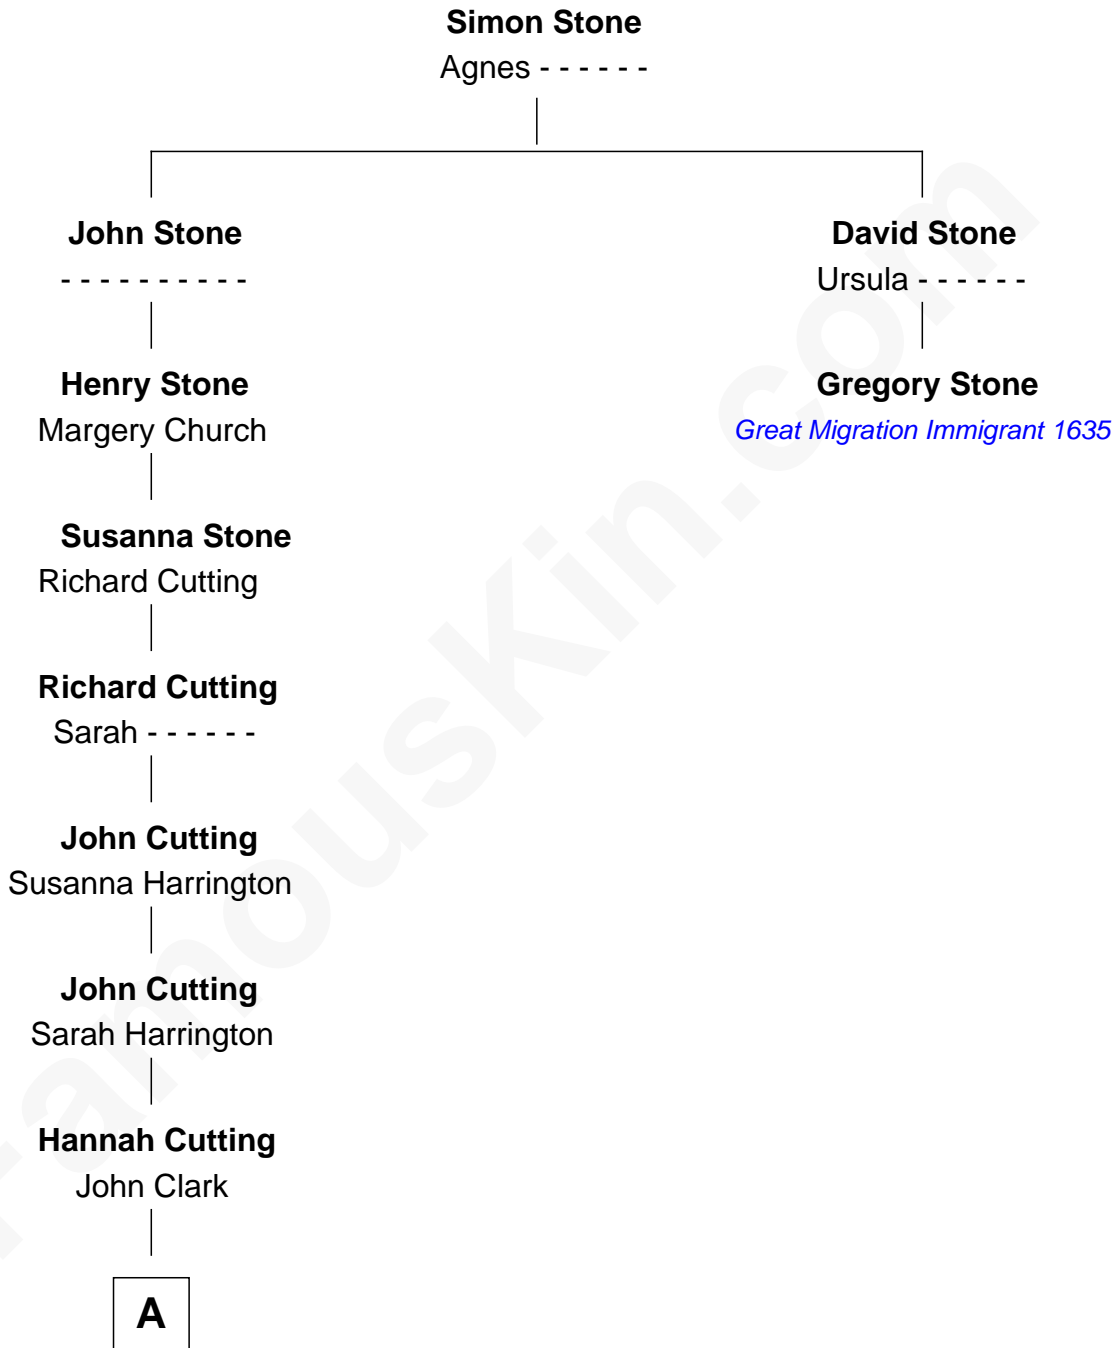 Simon Stone
Agnes - - - - - -
John Stone
- - - - - - - - - -
David Stone
Ursula - - - - - -
Henry Stone
Margery Church
Gregory Stone
Great Migration Immigrant 1635
Susanna Stone
Richard Cutting
Richard Cutting
Sarah - - - - - -
John Cutting
Susanna Harrington
John Cutting
Sarah Harrington
Hannah Cutting
John Clark
A
FamousKin.com